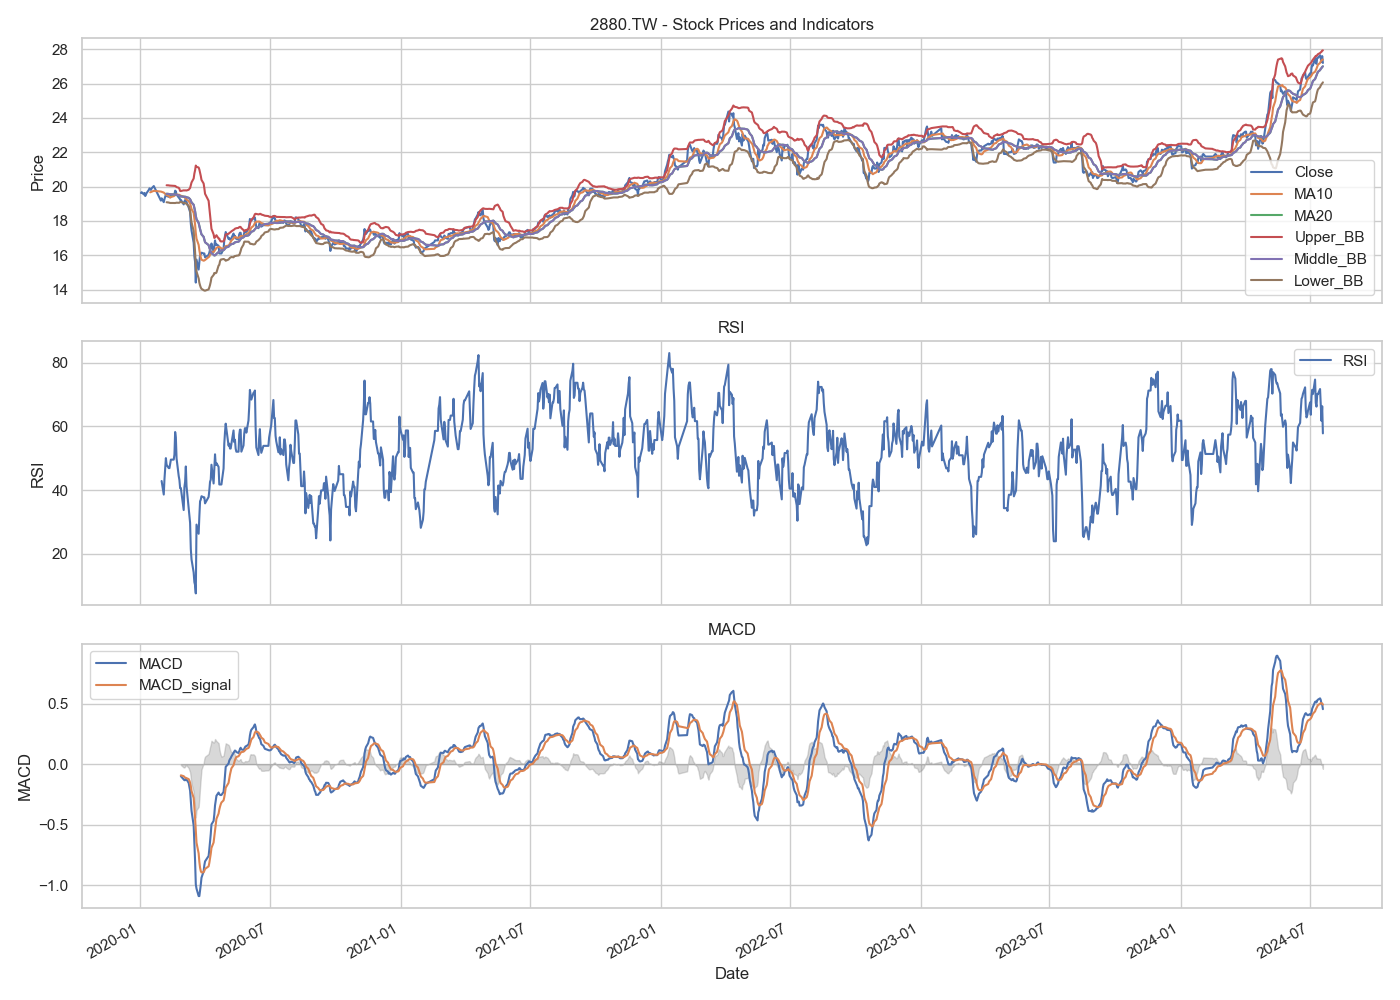 2880.TW - Stock Prices and Indicators
28
26
24
22
20
18
16
14
Price
Close
MA10
MA20
Upper_BB
Middle_BB
Lower_BB
RSI
80
60
40
20
RSI
RSI
MACD
0.5
0.0
−0.5
−1.0
MACD
MACD
MACD_signal
2020-01
2020-07
2021-01
2021-07
2022-01
2022-07
2023-01
2023-07
2024-01
2024-07
Date